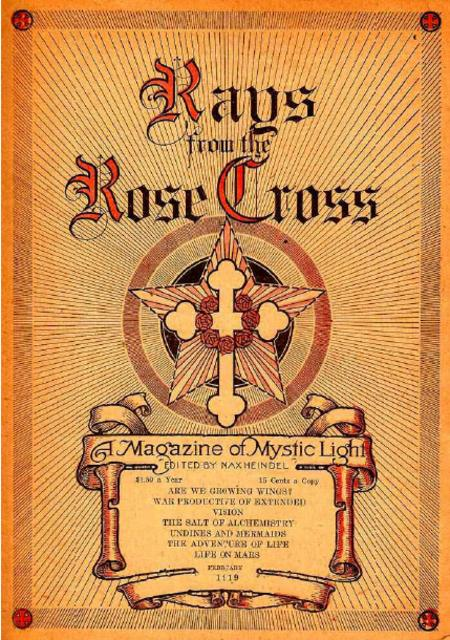 Rays
from the
Rose Cross
A Magazine of Mystic Light
EDITED BY MAX HEINDEL
$1.50 a Year 15 Cents a Copy
ARE WE GROWING WINGS?
WAR PRODUCTIVE OF EXTENDED
VISION
THE SALT OF ALCHEMISTRY
UNDINES AND MERMAIDS
THE ADVENTURE OF LIFE
LIFE ON MARS
FEBRUARY
1119